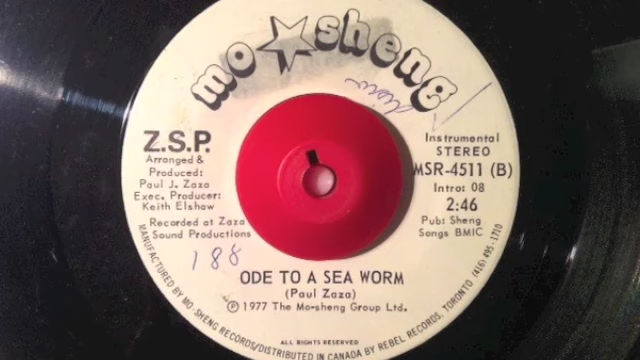 mo sheng
Z.S.P.
Arranged &
Produced:
Paul J. Zaza
Exec. Producer:
Keith Elshaw
Recorded at Zaza
Sound Productions
188
Instrumental
STEREO
MSR-4511 (B)
Intro: 08
2:46
Pub: Sheng
Songs BMIC
ODE TO A SEA WORM
(Paul Zaza)
℗ 1977 The Mo-sheng Group Ltd.
ALL RIGHTS RESERVED
MANUFACTURED BY MO-SHENG RECORDS/DISTRIBUTED IN CANADA BY REBEL RECORDS, TORONTO (416) 495-1710